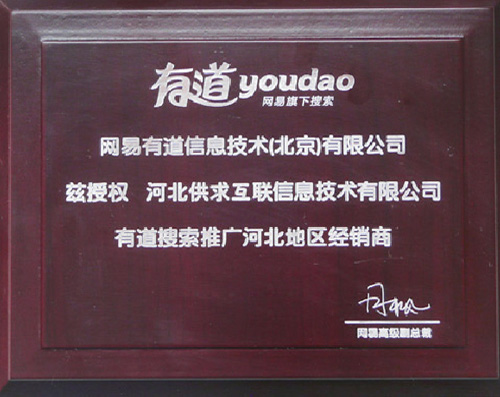 有道 youdao
网易旗下搜索
网易有道信息技术(北京)有限公司
兹授权 河北供求互联信息技术有限公司
有道搜索推广河北地区经销商
网易高级副总裁